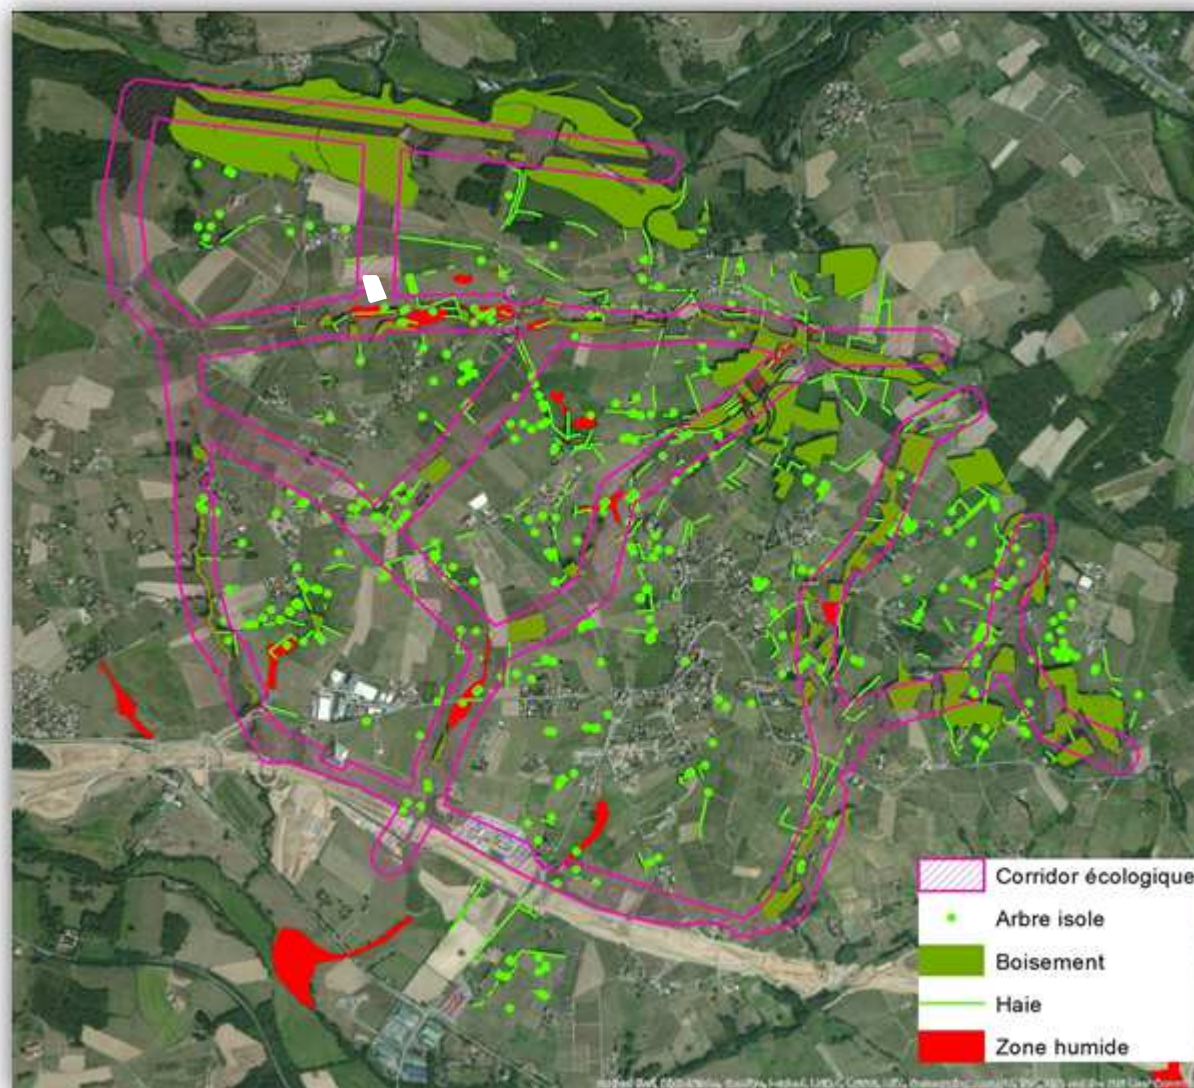 Corridor écologique
Arbre isole
Boisement
Haie
Zone humide